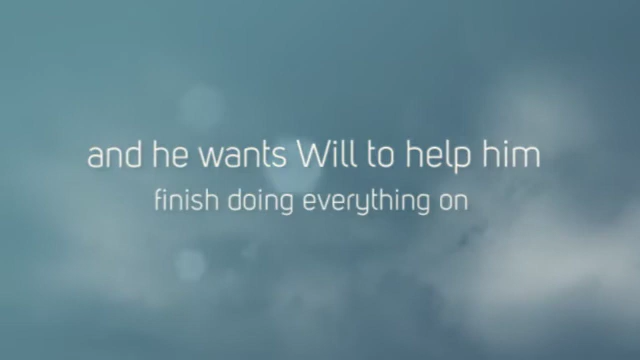 and he wants Will to help him
finish doing everything on